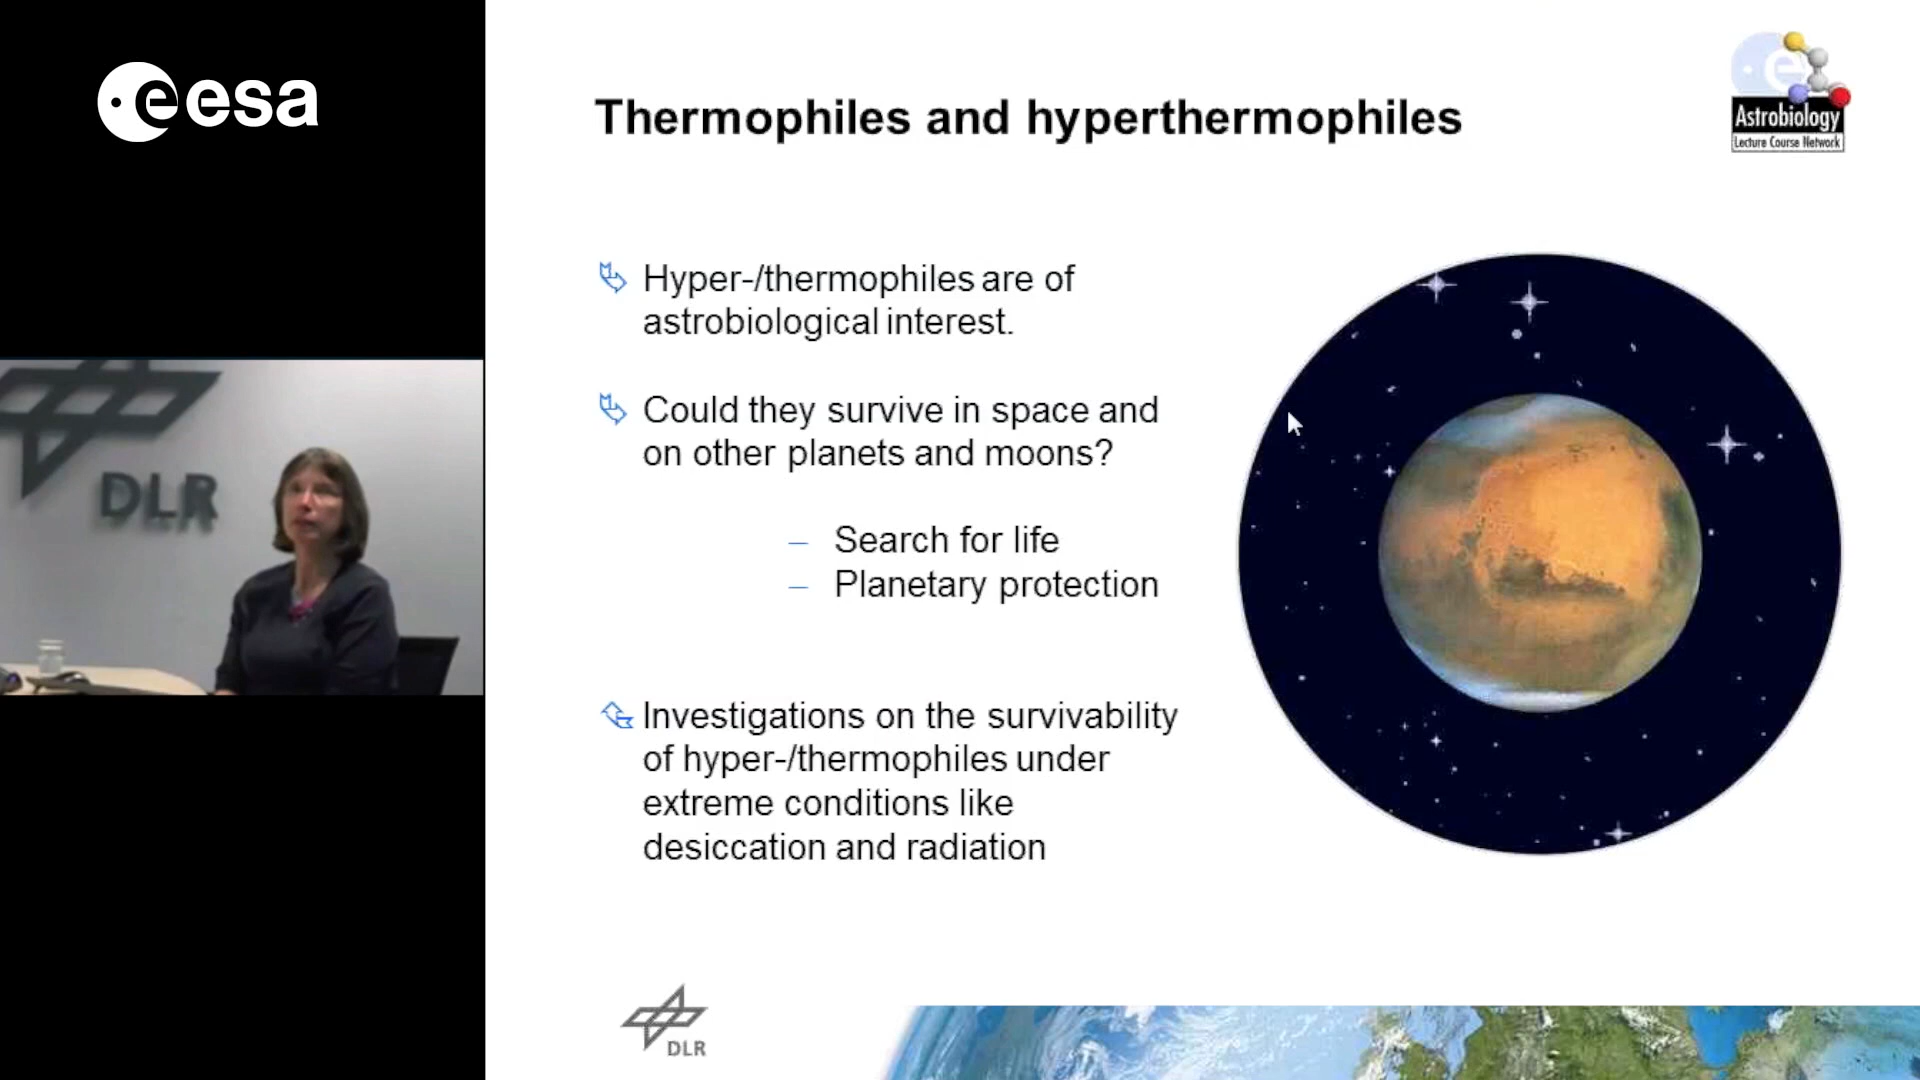 eesa
Thermophiles and hyperthermophiles
Astrobiology
Lecture Course Network
Hyper-/thermophiles are of
astrobiological interest.
Could they survive in space and
on other planets and moons?
– Search for life
– Planetary protection
Investigations on the survivability
of hyper-/thermophiles under
extreme conditions like
desiccation and radiation
DLR
DLR